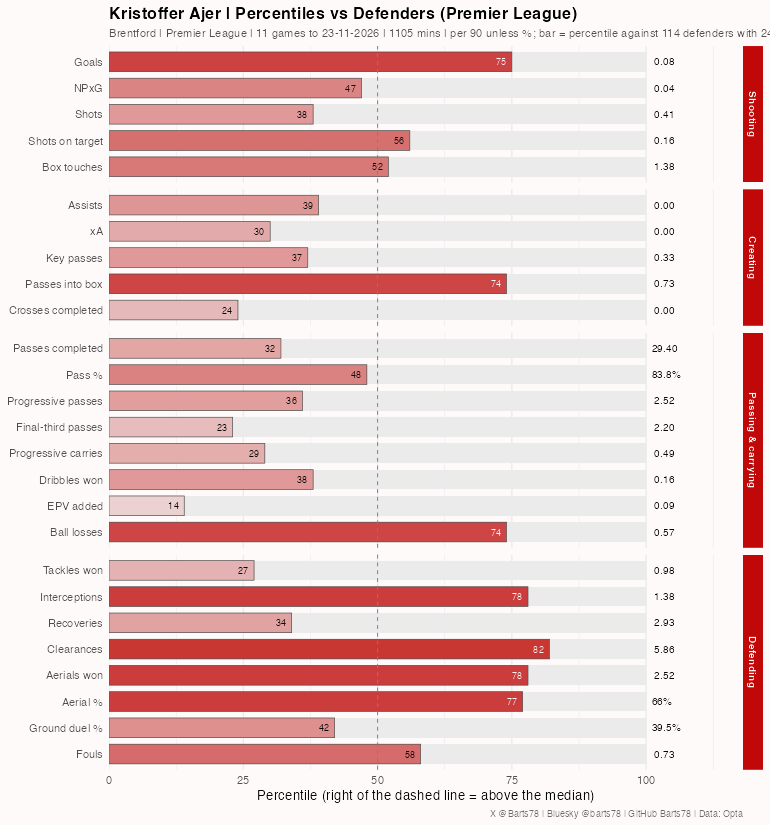 Kristoffer Ajer | Percentiles vs Defenders (Premier League)
Brentford | Premier League | 11 games to 23-11-2026 | 1105 mins | per 90 unless %; bar = percentile against 114 defenders with 24
Goals 75 0.08
NPxG 47 0.04
Shots 38 0.41
Shots on target 56 0.16
Box touches 52 1.38
Shooting
Assists 39 0.00
xA 30 0.00
Key passes 37 0.33
Passes into box 74 0.73
Crosses completed 24 0.00
Creating
Passes completed 32 29.40
Pass % 48 83.8%
Progressive passes 36 2.52
Final-third passes 23 2.20
Progressive carries 29 0.49
Dribbles won 38 0.16
EPV added 14 0.09
Ball losses 74 0.57
Passing & carrying
Tackles won 27 0.98
Interceptions 78 1.38
Recoveries 34 2.93
Clearances 82 5.86
Aerials won 78 2.52
Aerial % 77 66%
Ground duel % 42 39.5%
Fouls 58 0.73
Defending
0 25 50 75 100
Percentile (right of the dashed line = above the median)
X @Barts78 | Bluesky @barts78 | GitHub Barts78 | Data: Opta